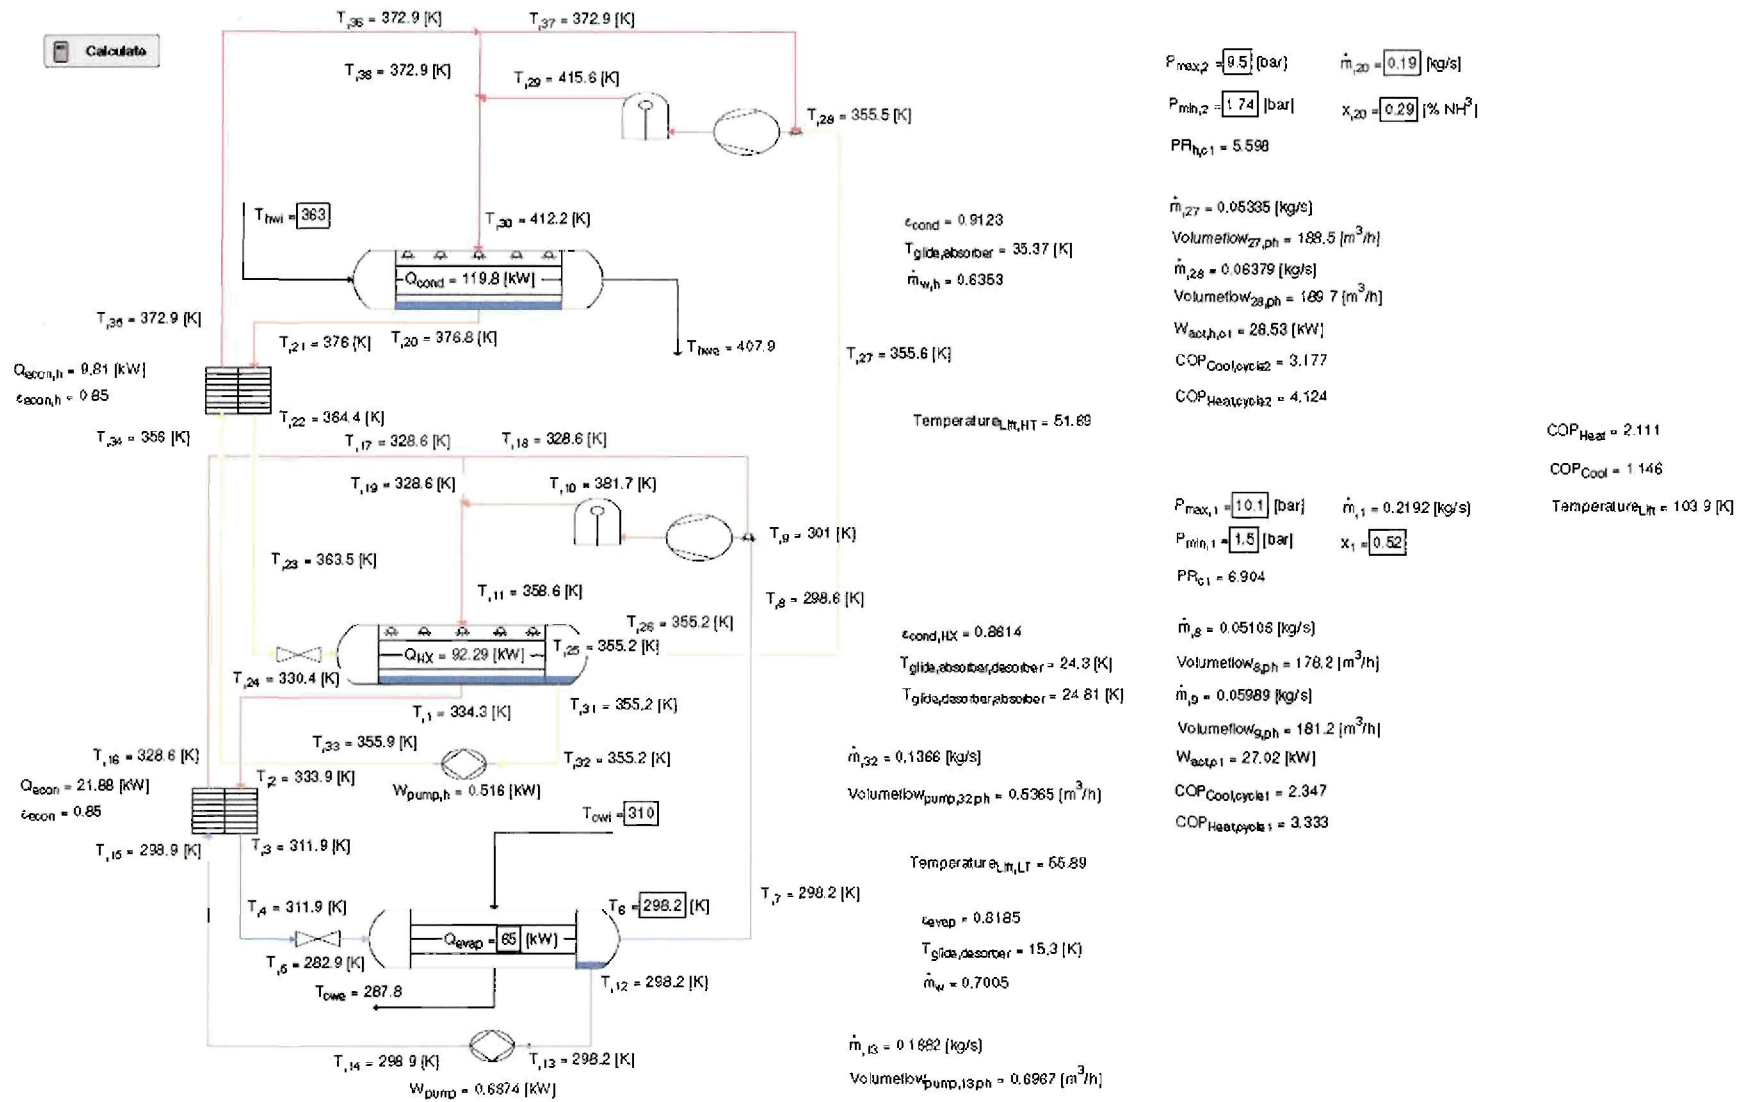 T,36 = 372.9 [K]
T,37 = 372.9 [K]
Calculate
T,38 = 372.9 [K]
T,29 = 415.6 [K]
T,28 = 355.5 [K]
Pmax,2 = 9.5 [bar]
ṁ,20 = 0.19 [kg/s]
Pmin,2 = 1.74 [bar]
x,20 = 0.29 [% NH3]
PRh,c1 = 5.598
Thwi = 363
T,30 = 412.2 [K]
Qcond = 119.8 [kW]
εcond = 0.9123
Tglide,absorber = 35.37 [K]
ṁw,h = 0.6353
ṁ,27 = 0.05335 [kg/s]
Volumeflow27,ph = 188.5 [m3/h]
ṁ,28 = 0.06379 [kg/s]
Volumeflow28,ph = 189.7 [m3/h]
Wact,h,c1 = 28.53 [kW]
COPCool,cycle2 = 3.177
COPHeat,cycle2 = 4.124
T,35 = 372.9 [K]
T,21 = 376 [K]
T,20 = 376.8 [K]
Thwe = 407.9
T,27 = 355.6 [K]
Qecon,h = 9.81 [kW]
εecon,h = 0.85
T,22 = 364.4 [K]
T,34 = 356 [K]
TemperatureLift,HT = 51.69
T,17 = 328.6 [K]
T,18 = 328.6 [K]
COPHeat = 2.111
COPCool = 1.146
TemperatureLift = 103.9 [K]
T,19 = 328.6 [K]
T,10 = 381.7 [K]
T,9 = 301 [K]
Pmax,1 = 10.1 [bar]
ṁ,1 = 0.2192 [kg/s]
Pmin,1 = 1.5 [bar]
x1 = 0.52
PRc1 = 6.904
T,23 = 363.5 [K]
T,11 = 358.6 [K]
T,8 = 298.6 [K]
T,26 = 355.2 [K]
QHX = 92.29 [kW]
T,25 = 355.2 [K]
εcond,HX = 0.8614
Tglide,absorber,desorber = 24.3 [K]
Tglide,desorber,absorber = 24.81 [K]
ṁ,8 = 0.05106 [kg/s]
Volumeflow8,ph = 178.2 [m3/h]
ṁ,9 = 0.05989 [kg/s]
Volumeflow9,ph = 181.2 [m3/h]
Wact,c1 = 27.02 [kW]
COPCool,cycle1 = 2.347
COPHeat,cycle1 = 3.333
T,24 = 330.4 [K]
T,1 = 334.3 [K]
T,31 = 355.2 [K]
T,33 = 355.9 [K]
T,32 = 355.2 [K]
Wpump,h = 0.516 [kW]
ṁ,32 = 0.1366 [kg/s]
Volumeflowpump,32ph = 0.5365 [m3/h]
T,16 = 328.6 [K]
T,2 = 333.9 [K]
Qecon = 21.88 [kW]
εecon = 0.85
T,15 = 298.9 [K]
T,3 = 311.9 [K]
Tcwi = 310
TemperatureLift,LT = 55.89
T,4 = 311.9 [K]
T,6 = 298.2 [K]
T,7 = 298.2 [K]
Qevap = 65 [kW]
εevap = 0.8185
Tglide,desorber = 15.3 [K]
ṁw = 0.7005
T,5 = 282.9 [K]
Tcwe = 287.8
T,12 = 298.2 [K]
T,14 = 298.9 [K]
T,13 = 298.2 [K]
Wpump = 0.6874 [kW]
ṁ,13 = 0.1682 [kg/s]
Volumeflowpump,13ph = 0.6967 [m3/h]